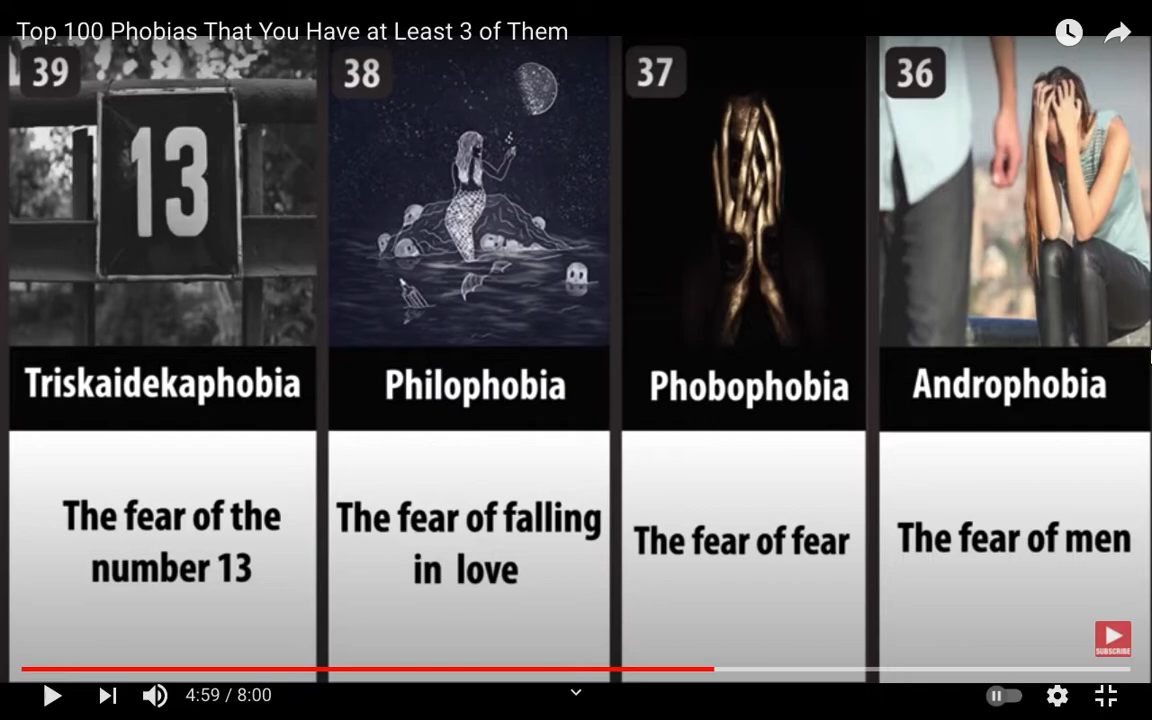 Top 100 Phobias That You Have at Least 3 of Them
39
38
37
36
13
Triskaidekaphobia
Philophobia
Phobophobia
Androphobia
The fear of the
number 13
The fear of falling
in love
The fear of fear
The fear of men
SUBSCRIBE
4:59 / 8:00